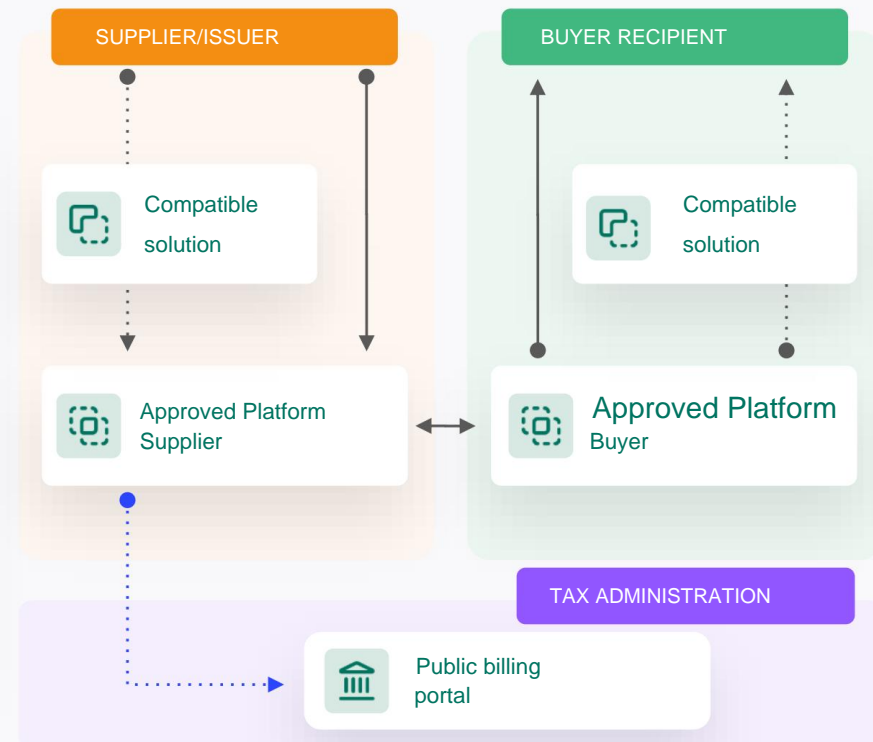 SUPPLIER/ISSUER
BUYER RECIPIENT
Compatible
solution
Compatible
solution
Approved Platform
Supplier
Approved Platform
Buyer
TAX ADMINISTRATION
Public billing
portal